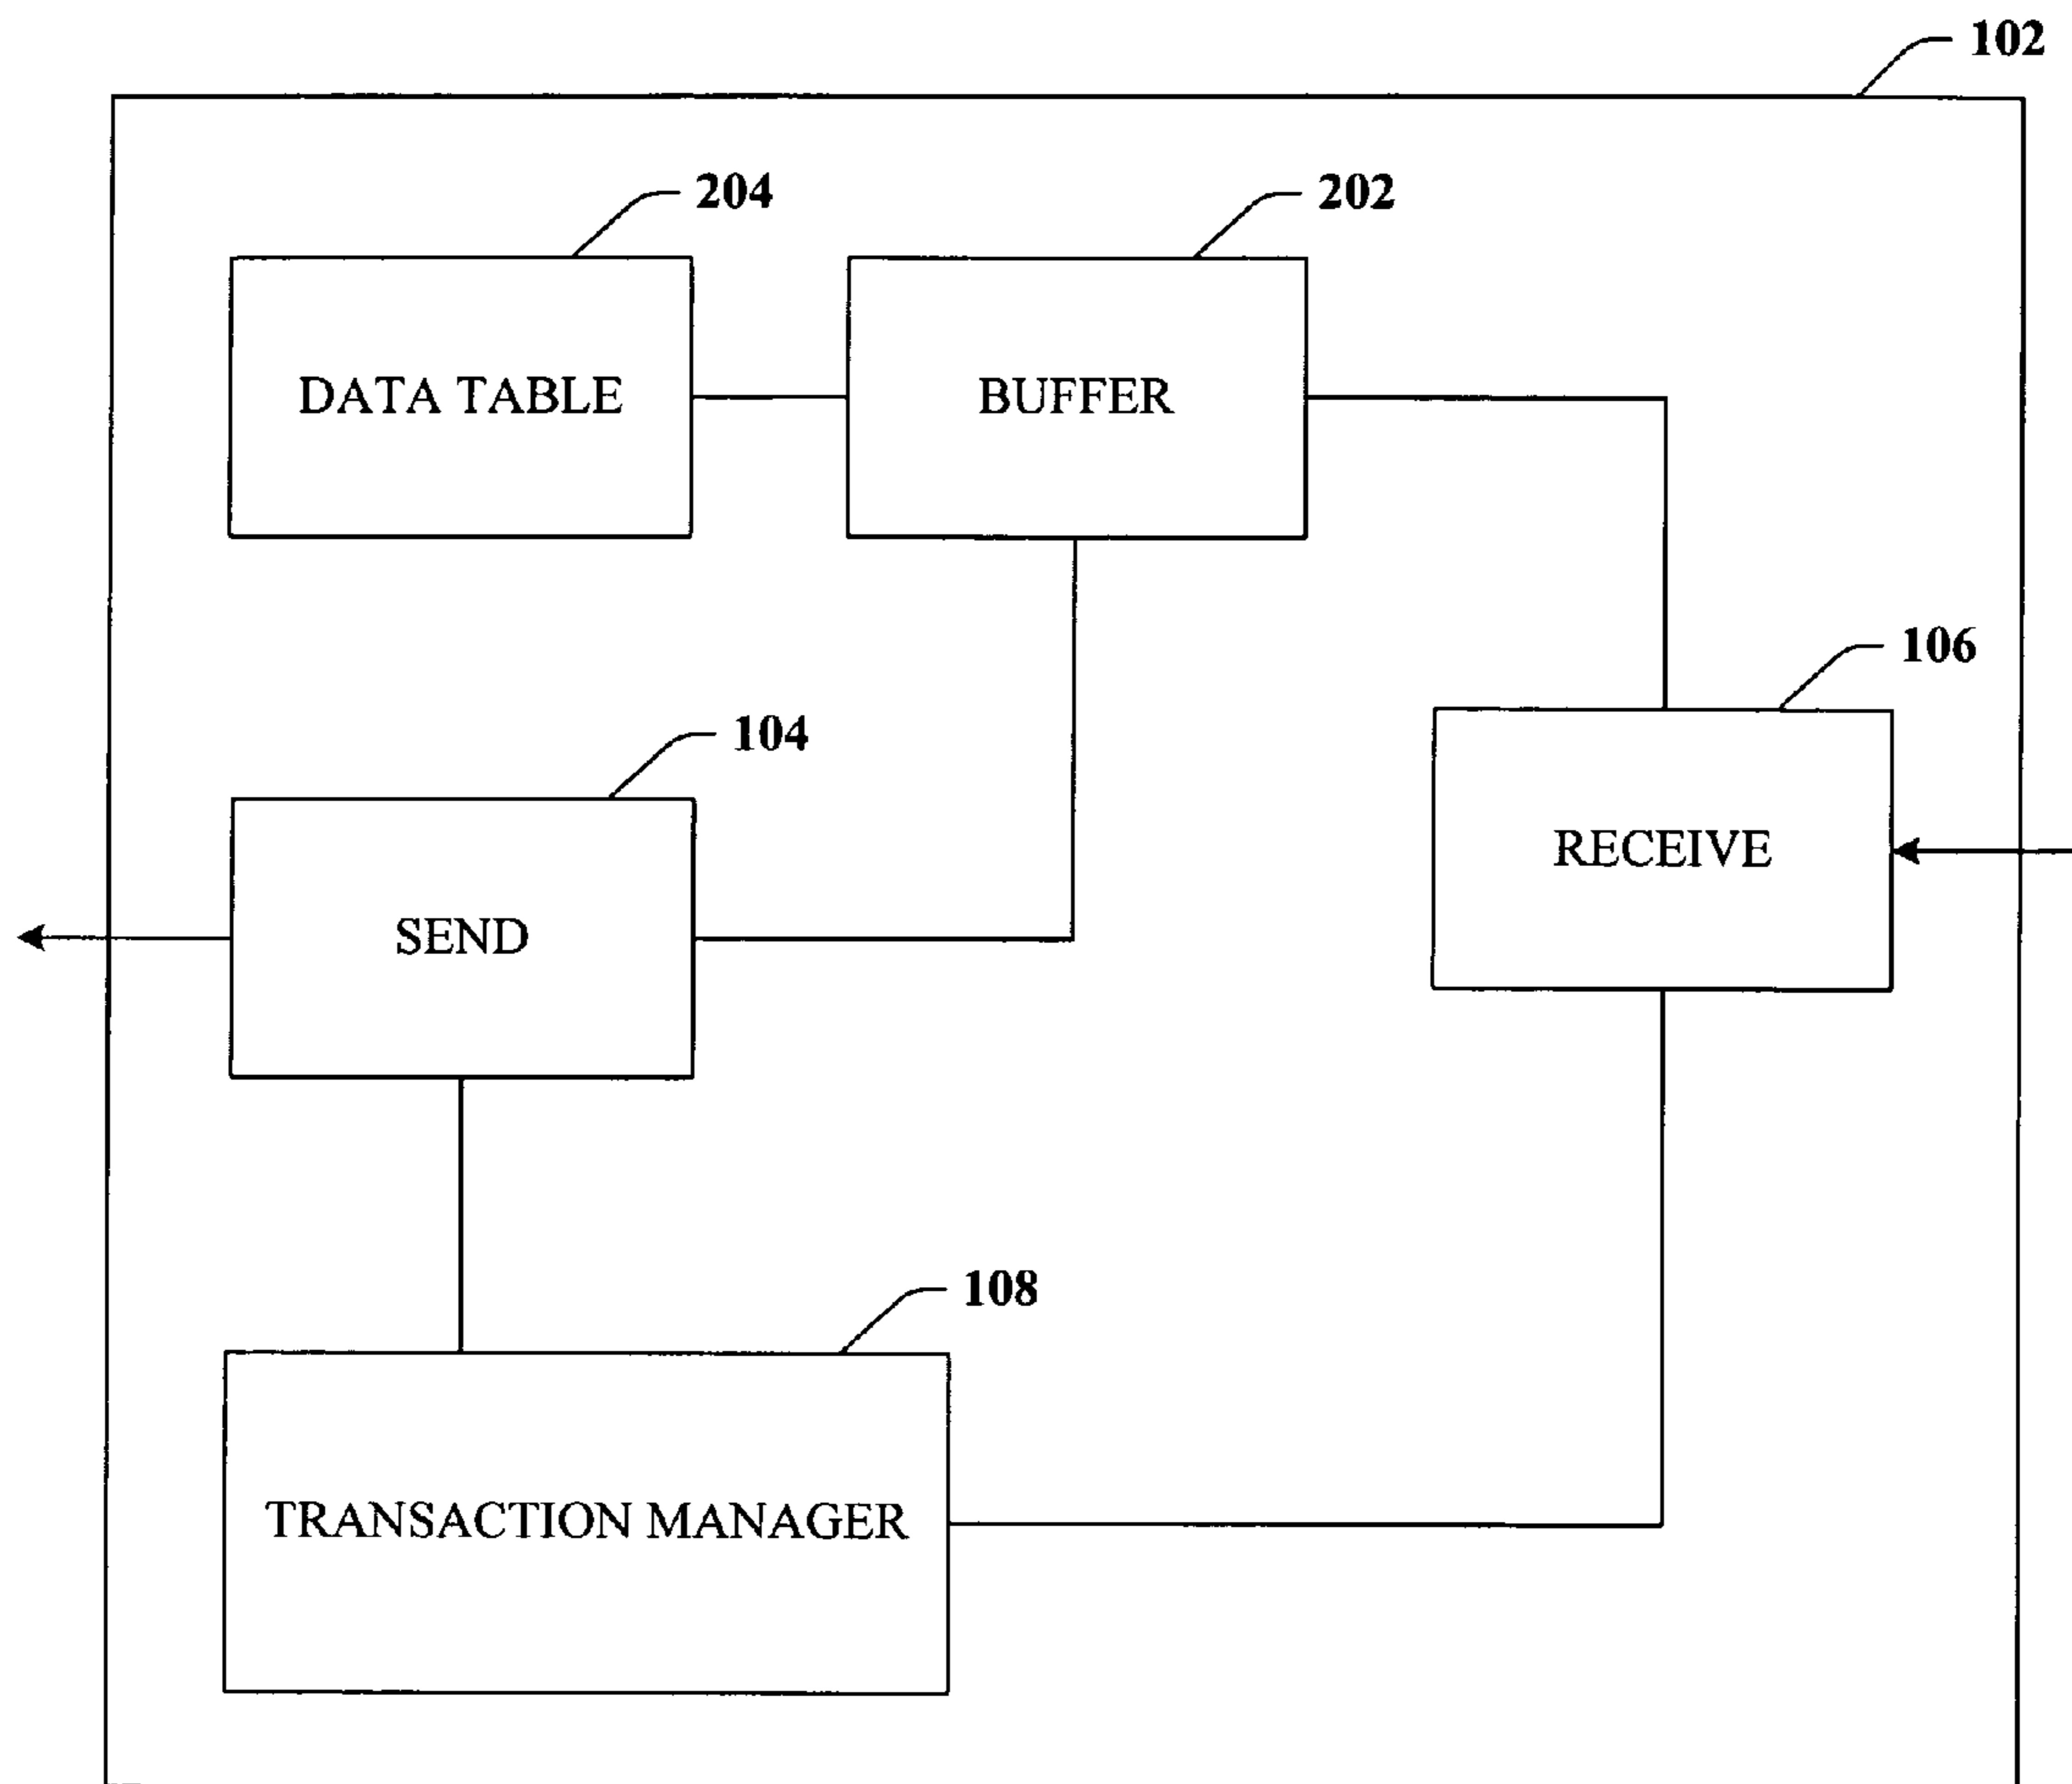 102
204
202
DATA TABLE
BUFFER
106
104
RECEIVE
SEND
108
TRANSACTION MANAGER